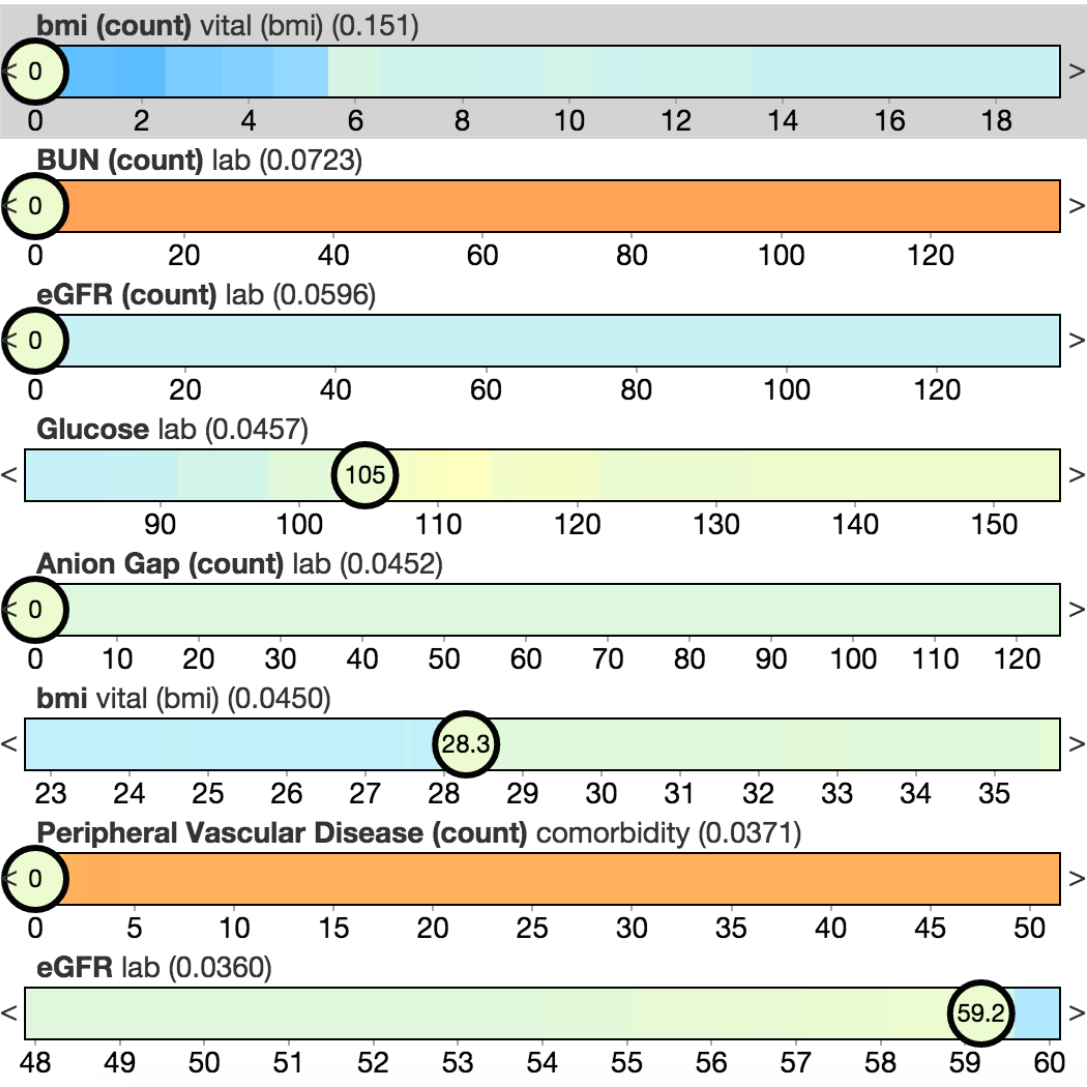 bmi (count) vital (bmi) (0.151)
< 0 >
0 2 4 6 8 10 12 14 16 18
BUN (count) lab (0.0723)
< 0 >
0 20 40 60 80 100 120
eGFR (count) lab (0.0596)
< 0 >
0 20 40 60 80 100 120
Glucose lab (0.0457)
< 105 >
90 100 110 120 130 140 150
Anion Gap (count) lab (0.0452)
< 0 >
0 10 20 30 40 50 60 70 80 90 100 110 120
bmi vital (bmi) (0.0450)
< 28.3 >
23 24 25 26 27 28 29 30 31 32 33 34 35
Peripheral Vascular Disease (count) comorbidity (0.0371)
< 0 >
0 5 10 15 20 25 30 35 40 45 50
eGFR lab (0.0360)
< 59.2 >
48 49 50 51 52 53 54 55 56 57 58 59 60